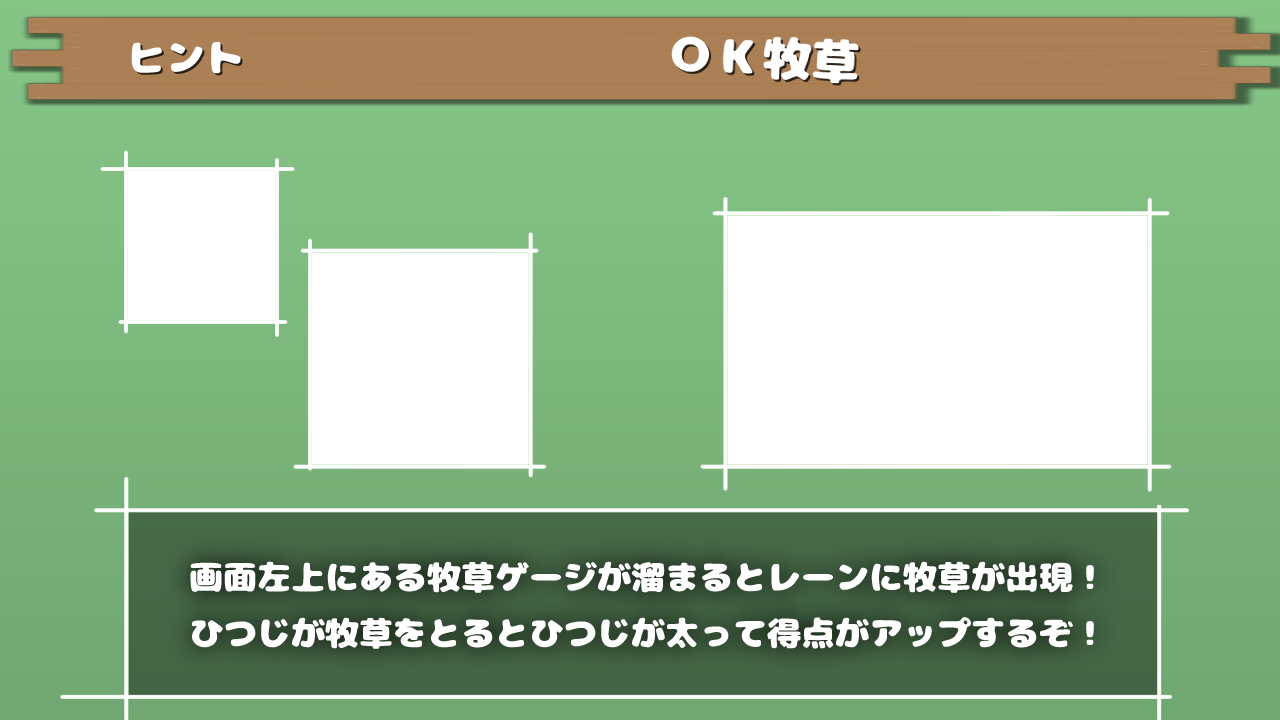 ヒント
OK牧草
画面左上にある牧草ゲージが溜まるとレーンに牧草が出現！
ひつじが牧草をとるとひつじが太って得点がアップするぞ！